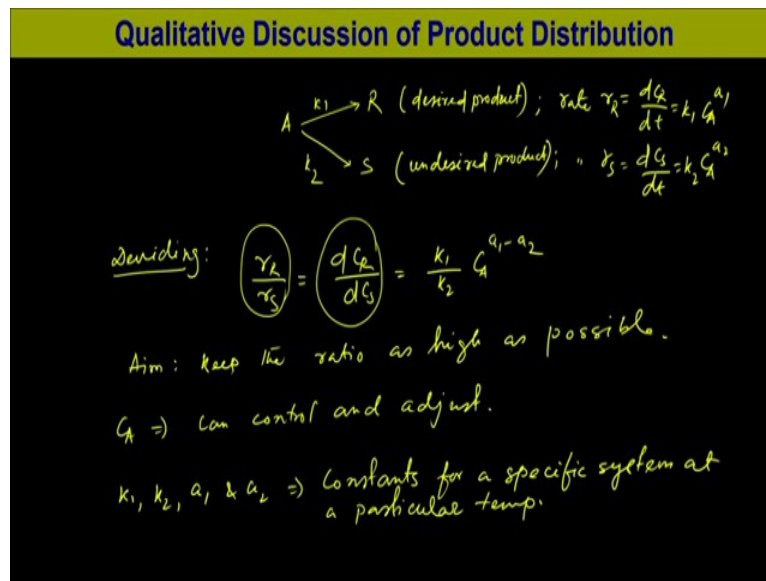 Qualitative Discussion of Product Distribution
k1
A → R (desired product); rate rR = dCR/dt = k1 CA^a1
k2 → S (undesired product); " rS = dCS/dt = k2 CA^a2
Deviding: rR/rS = dCR/dCS = k1/k2 CA^a1-a2
Aim: Keep the ratio as high as possible.
CA ⇒ can control and adjust.
k1, k2, a1 & a2 ⇒ Constants for a specific system at
a particular temp.